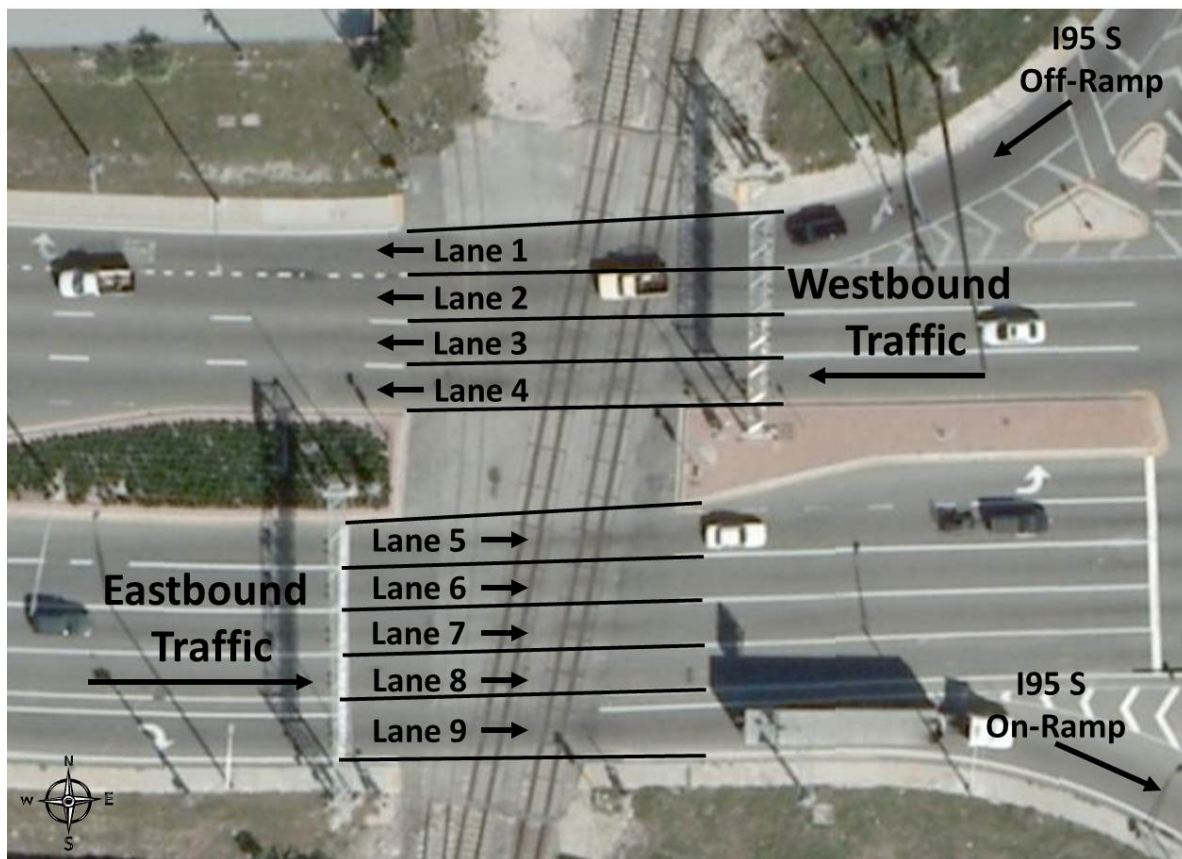 I95 S
Off-Ramp
Lane 1
Lane 2
Westbound
Traffic
Lane 3
Lane 4
Lane 5
Eastbound
Traffic
Lane 6
Lane 7
Lane 8
Lane 9
I95 S
On-Ramp
N
W
E
S